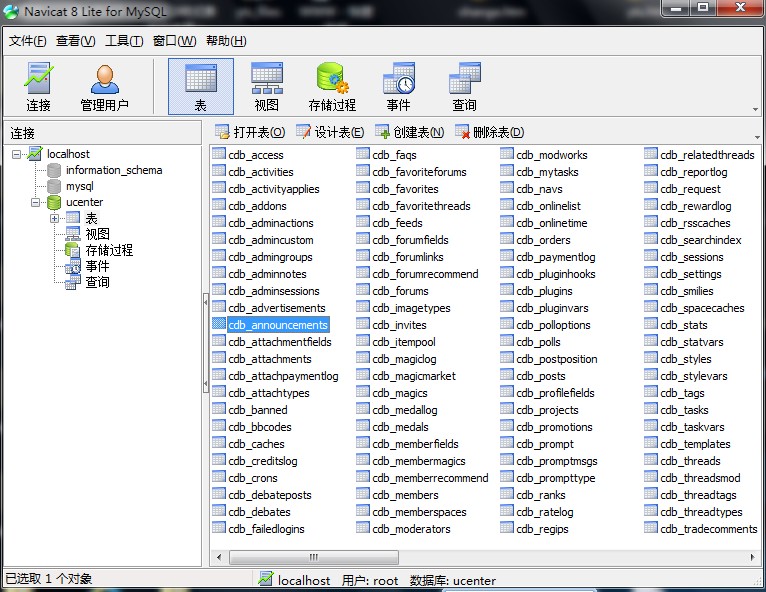 Navicat 8 Lite for MySQL
文件(F) 查看(V) 工具(T) 窗口(W) 帮助(H)
连接 管理用户 表 视图 存储过程 事件 查询
连接
打开表(O) 设计表(E) 创建表(N) 删除表(D)
localhost
information_schema
mysql
ucenter
表
视图
存储过程
事件
查询
cdb_access
cdb_activities
cdb_activityapplies
cdb_addons
cdb_adminactions
cdb_admincustom
cdb_admingroups
cdb_adminnotes
cdb_adminsessions
cdb_advertisements
cdb_announcements
cdb_attachmentfields
cdb_attachments
cdb_attachpaymentlog
cdb_attachtypes
cdb_banned
cdb_bbcodes
cdb_caches
cdb_creditslog
cdb_crons
cdb_debateposts
cdb_debates
cdb_failedlogins
cdb_faqs
cdb_favoriteforums
cdb_favorites
cdb_favoritethreads
cdb_feeds
cdb_forumfields
cdb_forumlinks
cdb_forumrecommend
cdb_forums
cdb_imagetypes
cdb_invites
cdb_itempool
cdb_magiclog
cdb_magicmarket
cdb_magics
cdb_medallog
cdb_medals
cdb_memberfields
cdb_membermagics
cdb_memberrecommend
cdb_members
cdb_memberspaces
cdb_moderators
cdb_modworks
cdb_mytasks
cdb_navs
cdb_onlinelist
cdb_onlinetime
cdb_orders
cdb_paymentlog
cdb_pluginhooks
cdb_plugins
cdb_pluginvars
cdb_polloptions
cdb_polls
cdb_postposition
cdb_posts
cdb_profilefields
cdb_projects
cdb_promotions
cdb_prompt
cdb_promptmsgs
cdb_prompttype
cdb_ranks
cdb_ratelog
cdb_regips
cdb_relatedthreads
cdb_reportlog
cdb_request
cdb_rewardlog
cdb_rsscaches
cdb_searchindex
cdb_sessions
cdb_settings
cdb_smilies
cdb_spacecaches
cdb_stats
cdb_statvars
cdb_styles
cdb_stylevars
cdb_tags
cdb_tasks
cdb_taskvars
cdb_templates
cdb_threads
cdb_threadsmod
cdb_threadtags
cdb_threadtypes
cdb_tradecomments
已选取 1 个对象 localhost 用户: root 数据库: ucenter